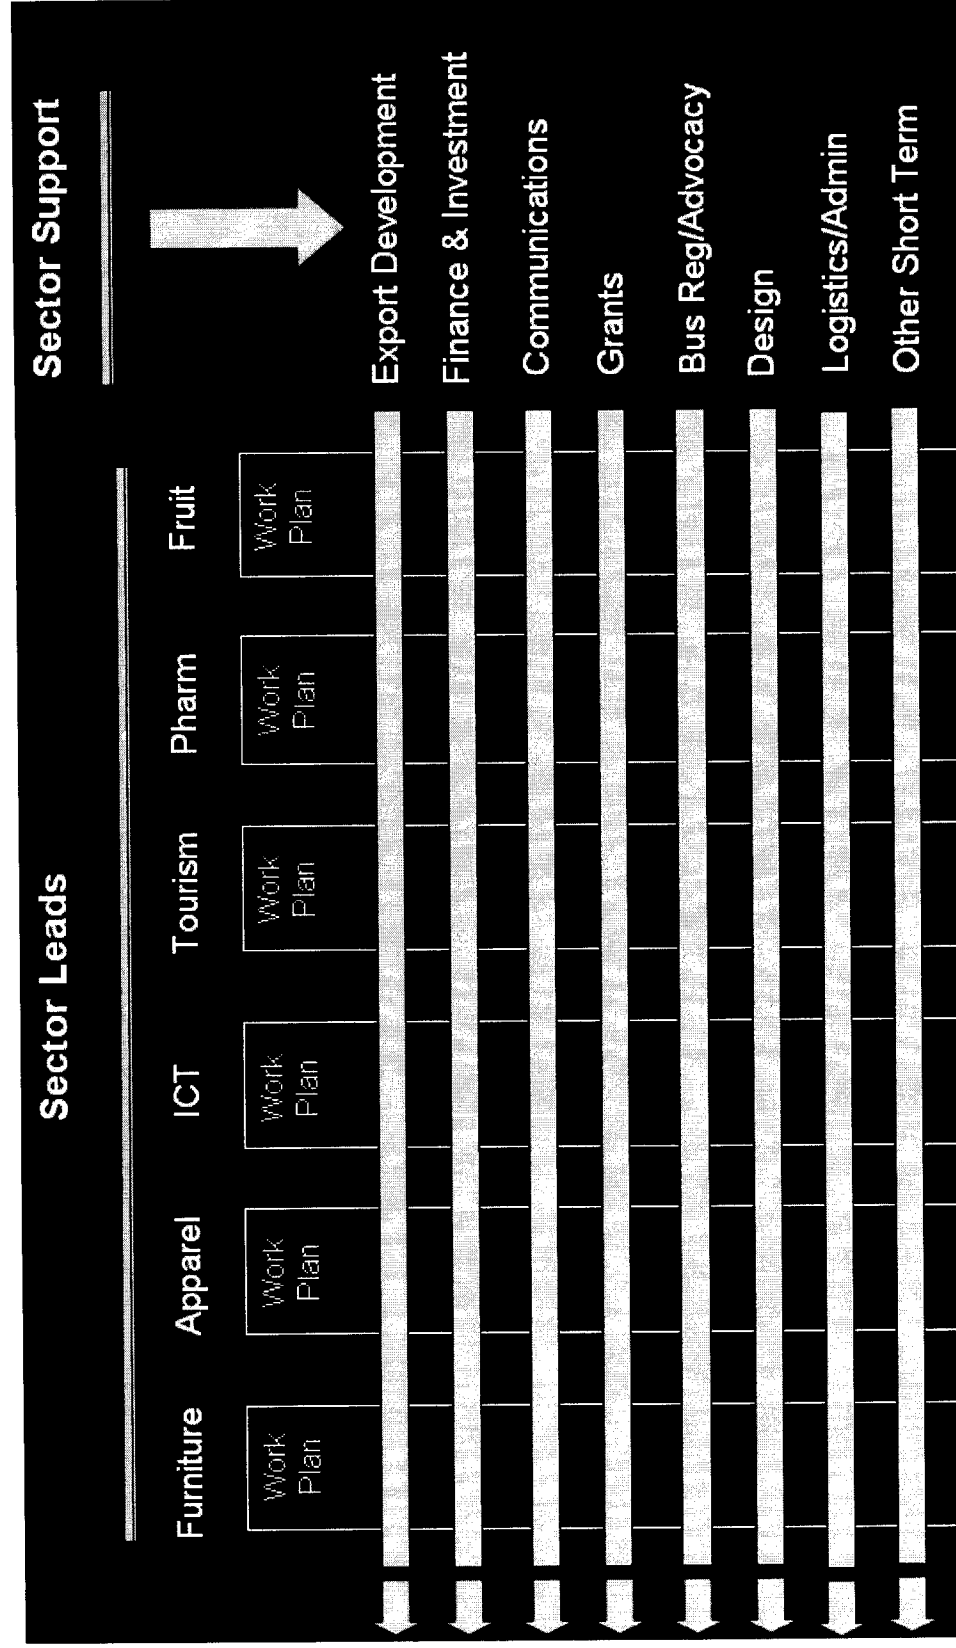 Sector Leads
Sector Support
Furniture
Apparel
ICT
Tourism
Pharm
Fruit
Work
Plan
Work
Plan
Work
Plan
Work
Plan
Work
Plan
Work
Plan
Export Development
Finance & Investment
Communications
Grants
Bus Reg/Advocacy
Design
Logistics/Admin
Other Short Term